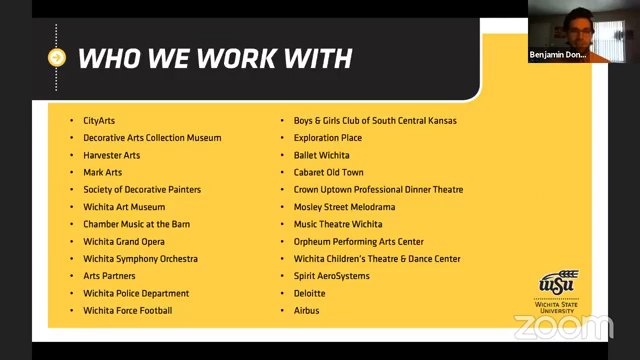 WHO WE WORK WITH
Benjamin Don...
• CityArts
• Decorative Arts Collection Museum
• Harvester Arts
• Mark Arts
• Society of Decorative Painters
• Wichita Art Museum
• Chamber Music at the Barn
• Wichita Grand Opera
• Wichita Symphony Orchestra
• Arts Partners
• Wichita Police Department
• Wichita Force Football
• Boys & Girls Club of South Central Kansas
• Exploration Place
• Ballet Wichita
• Cabaret Old Town
• Crown Uptown Professional Dinner Theatre
• Mosley Street Melodrama
• Music Theatre Wichita
• Orpheum Performing Arts Center
• Wichita Children's Theatre & Dance Center
• Spirit AeroSystems
• Deloitte
• Airbus
WSU
WICHITA STATE
UNIVERSITY
zoom